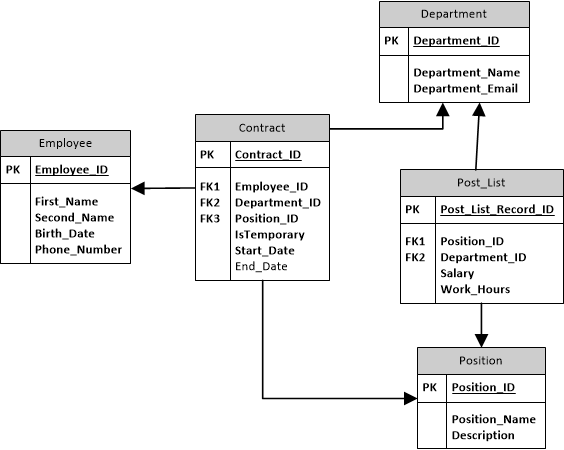 Department
PK Department_ID
Department_Name
Department_Email
Employee
PK Employee_ID
First_Name
Second_Name
Birth_Date
Phone_Number
Contract
PK Contract_ID
FK1 Employee_ID
FK2 Department_ID
FK3 Position_ID
IsTemporary
Start_Date
End_Date
Post_List
PK Post_List_Record_ID
FK1 Position_ID
FK2 Department_ID
Salary
Work_Hours
Position
PK Position_ID
Position_Name
Description